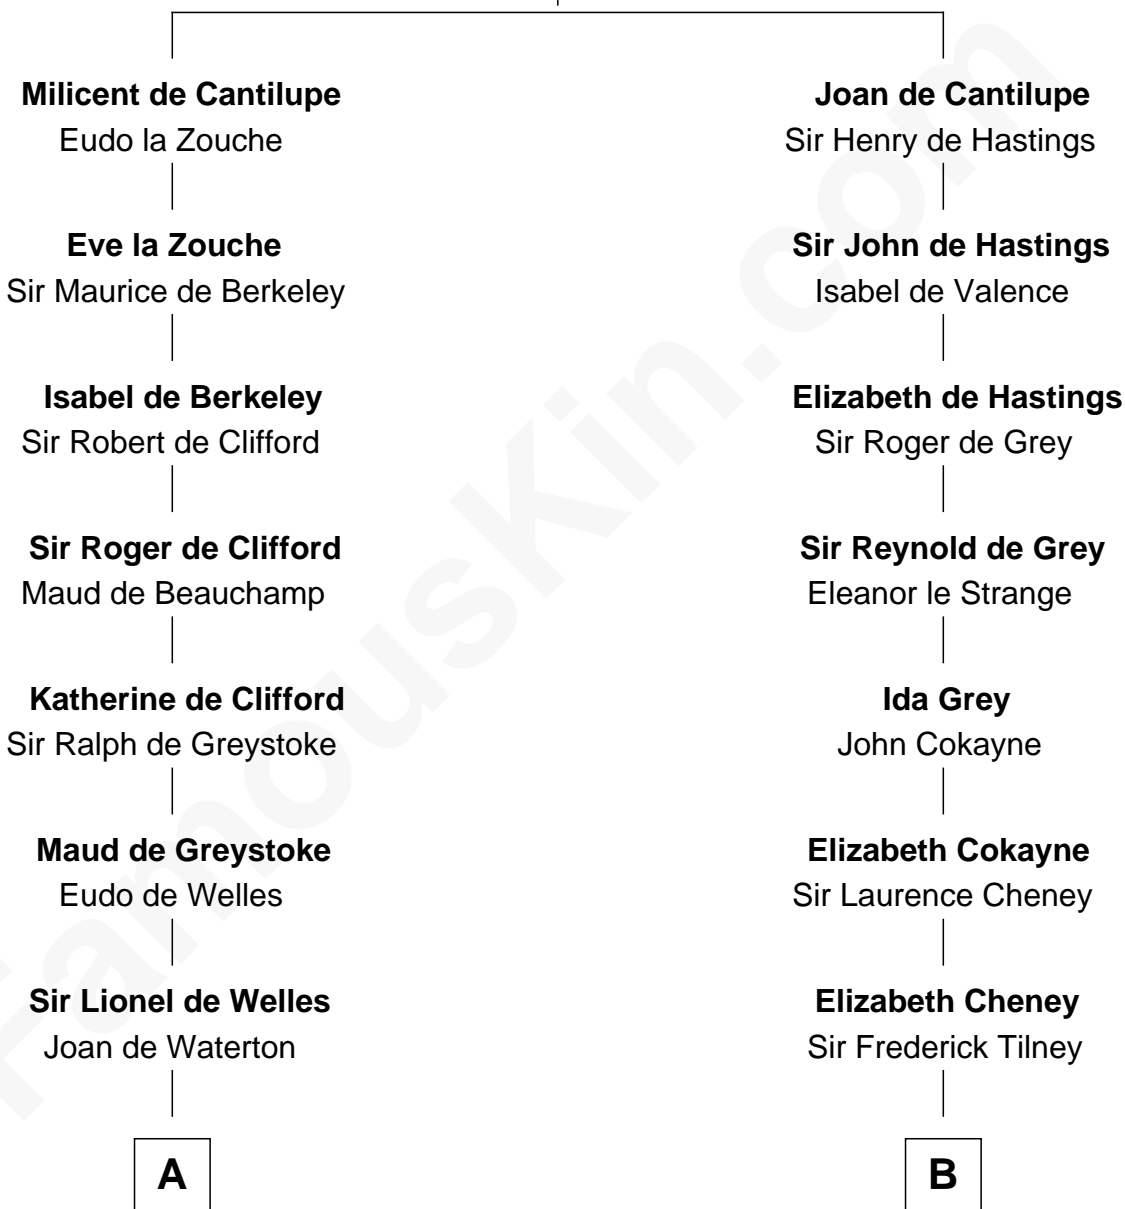 Milicent de Cantilupe
Eudo la Zouche
Eve la Zouche
Sir Maurice de Berkeley
Isabel de Berkeley
Sir Robert de Clifford
Sir Roger de Clifford
Maud de Beauchamp
Katherine de Clifford
Sir Ralph de Greystoke
Maud de Greystoke
Eudo de Welles
Sir Lionel de Welles
Joan de Waterton
A
Joan de Cantilupe
Sir Henry de Hastings
Sir John de Hastings
Isabel de Valence
Elizabeth de Hastings
Sir Roger de Grey
Sir Reynold de Grey
Eleanor le Strange
Ida Grey
John Cokayne
Elizabeth Cokayne
Sir Laurence Cheney
Elizabeth Cheney
Sir Frederick Tilney
B
FamousKin.com